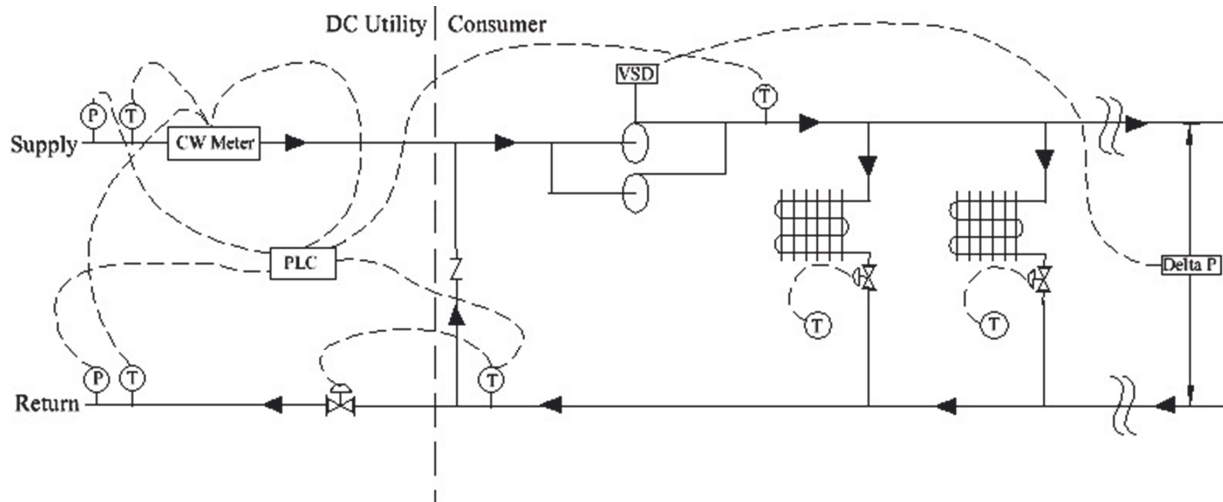 DC Utility Consumer
VSD
P T T
Supply CW Meter
PLC Delta P
T T
P T T
Return